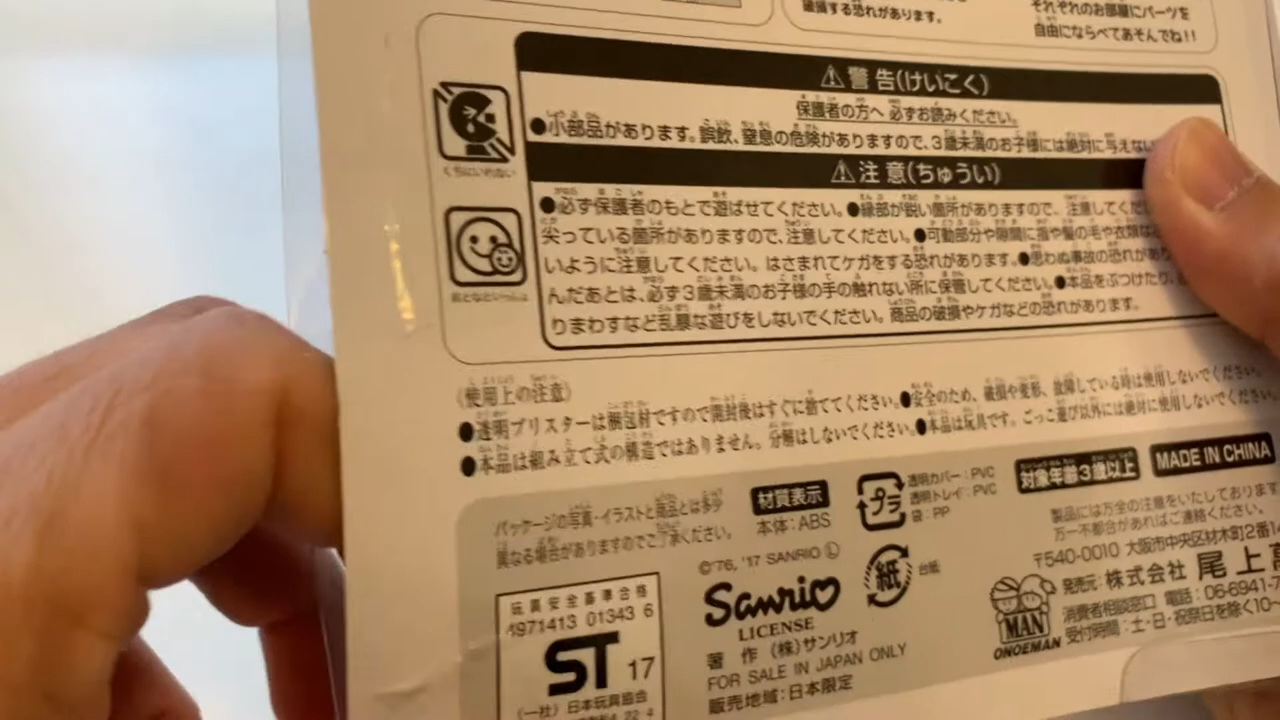 破損する恐れがあります。
それぞれのお部屋にパーツを
自由にならべてあそんでね!!
⚠警告(けいこく)
保護者の方へ 必ずお読みください。
●小部品があります。誤飲、窒息の危険がありますので、3歳未満のお子様には絶対に与えない
くちにいれない
⚠注意(ちゅうい)
●必ず保護者のもとで遊ばせてください。●縁部が鋭い箇所がありますので、注意してくだ
尖っている箇所がありますので、注意してください。●可動部分や隙間に指や髪の毛や衣類な
いように注意してください。はさまれてケガをする恐れがあります。●思わぬ事故の恐れがあり
んだあとは、必ず3歳未満のお子様の手の触れない所に保管してください。●本品をぶつけたり、
りまわすなど乱暴な遊びをしないでください。商品の破損やケガなどの恐れがあります。
おとなといっしょ
《使用上の注意》
●透明ブリスターは梱包材ですので開封後はすぐに捨ててください。●安全のため、破損や変形、故障している時は使用しないでください。
●本品は組み立て式の構造ではありません。分解はしないでください。●本品は玩具です。ごっこ遊び以外には絶対に使用しないでください
パッケージの写真・イラストと商品とは多少
異なる場合がありますのでご了承ください。
材質表示
本体:ABS
プラ
透明カバー:PVC
透明トレイ:PVC
袋:PP
対象年齢3歳以上
MADE IN CHINA
©'76, '17 SANRIO Ⓛ
Sanrio
LICENSE
著 作 (株)サンリオ
FOR SALE IN JAPAN ONLY
販売地域:日本限定
紙
台紙
玩具安全基準合格
4971413 01343 6
ST 17
(一社)日本玩具協会
製品には万全の注意をいたしております
万一不都合があればご連絡ください。
〒540-0010 大阪市中央区材木町2番
発売元:株式会社 尾上
消費者相談窓口 電話:06-6941-7
受付時間:土・日・祝祭日を除く10-
MAN
ONOEMAN